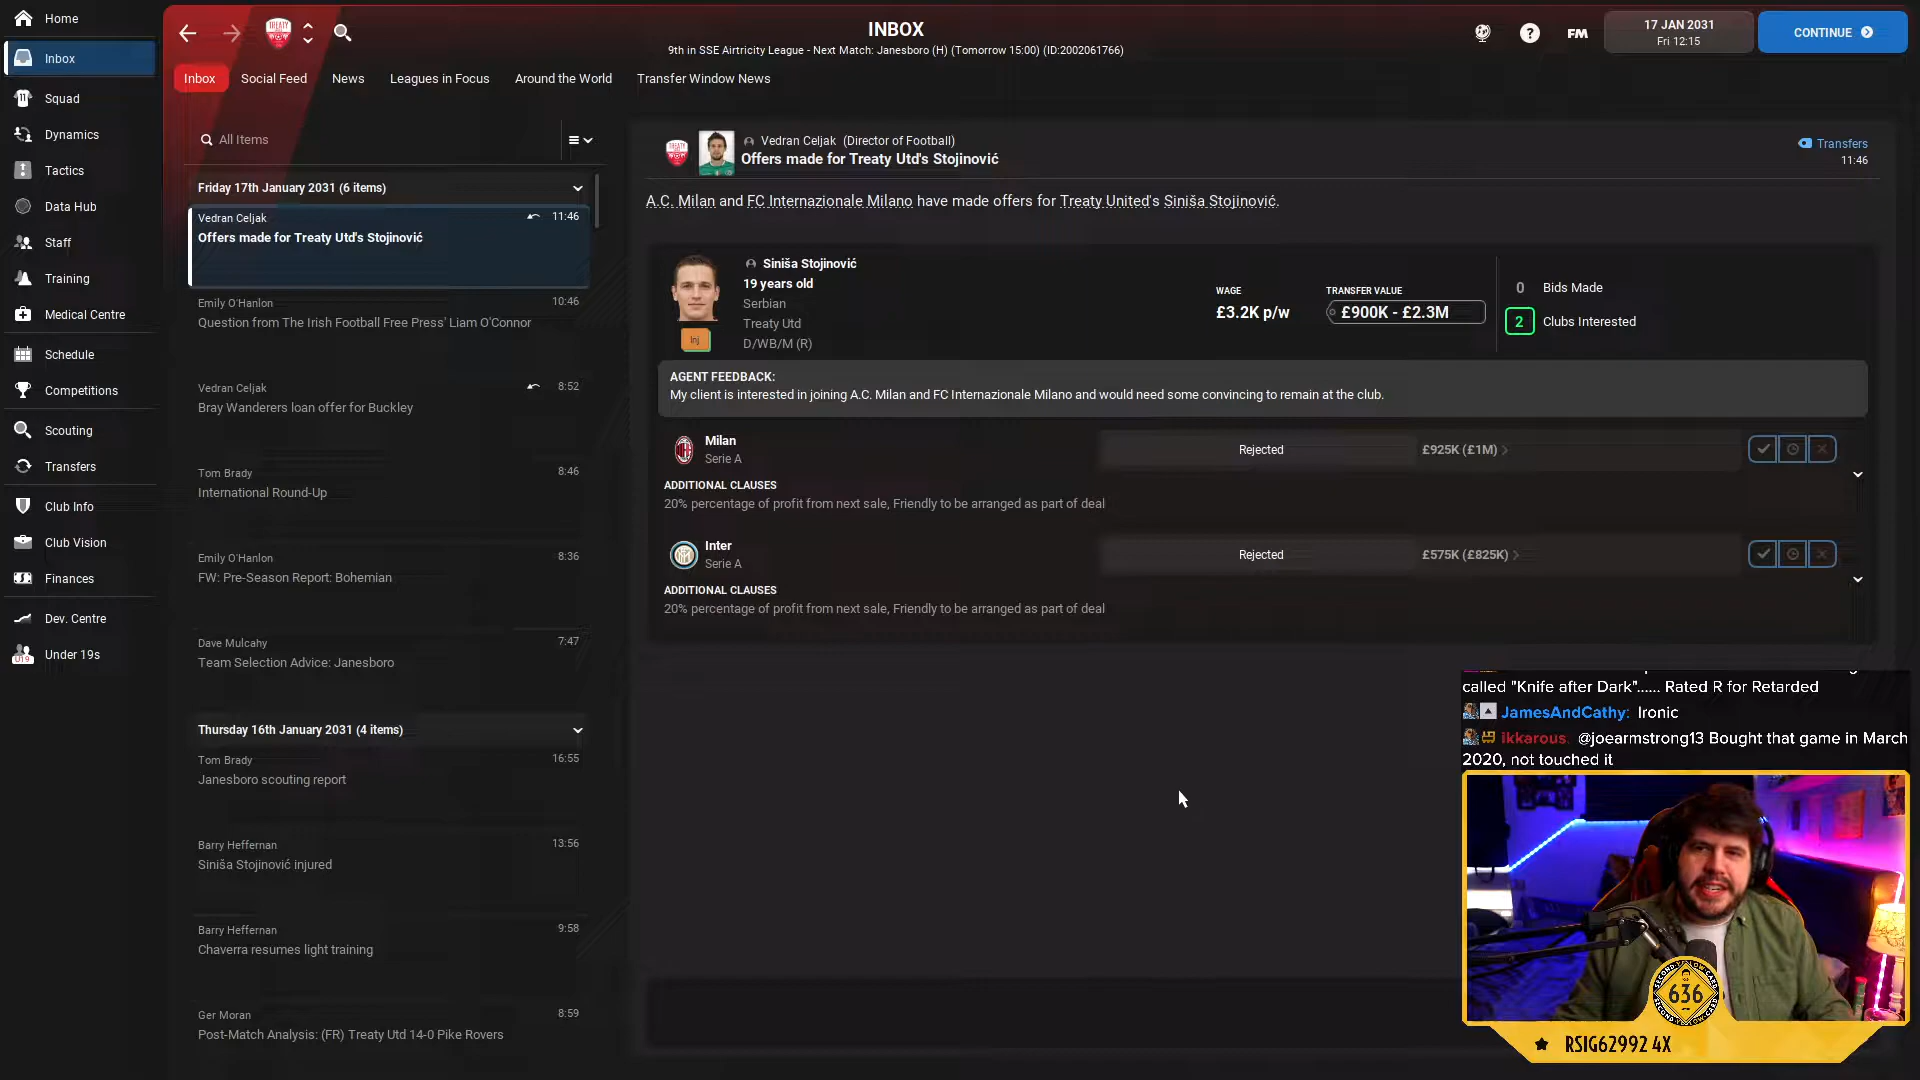 Home
Inbox
Squad
Dynamics
Tactics
Data Hub
Staff
Training
Medical Centre
Schedule
Competitions
Scouting
Transfers
Club Info
Club Vision
Finances
Dev. Centre
U19
Under 19s
TREATY
INBOX
9th in SSE Airtricity League - Next Match: Janesboro (H) (Tomorrow 15:00) (ID:2002061766)
?
FM
17 JAN 2031
Fri 12:15
CONTINUE
Inbox
Social Feed
News
Leagues in Focus
Around the World
Transfer Window News
All Items
Friday 17th January 2031 (6 items)
Vedran Celjak 11:46
Offers made for Treaty Utd's Stojinović
Emily O'Hanlon 10:46
Question from The Irish Football Free Press' Liam O'Connor
Vedran Celjak 8:52
Bray Wanderers loan offer for Buckley
Tom Brady 8:46
International Round-Up
Emily O'Hanlon 8:36
FW: Pre-Season Report: Bohemian
Dave Mulcahy 7:47
Team Selection Advice: Janesboro
Thursday 16th January 2031 (4 items)
Tom Brady 16:55
Janesboro scouting report
Barry Heffernan 13:56
Siniša Stojinović injured
Barry Heffernan 9:58
Chaverra resumes light training
Ger Moran 8:59
Post-Match Analysis: (FR) Treaty Utd 14-0 Pike Rovers
Vedran Celjak (Director of Football)
Offers made for Treaty Utd's Stojinović
Transfers
11:46
A.C. Milan and FC Internazionale Milano have made offers for Treaty United's Siniša Stojinović.
Siniša Stojinović
19 years old
Serbian
Treaty Utd
D/WB/M (R)
Inj
WAGE
£3.2K p/w
TRANSFER VALUE
£900K - £2.3M
0 Bids Made
2 Clubs Interested
AGENT FEEDBACK:
My client is interested in joining A.C. Milan and FC Internazionale Milano and would need some convincing to remain at the club.
Milan
Serie A
Rejected
£925K (£1M)
ADDITIONAL CLAUSES
20% percentage of profit from next sale, Friendly to be arranged as part of deal
Inter
Serie A
Rejected
£575K (£825K)
ADDITIONAL CLAUSES
20% percentage of profit from next sale, Friendly to be arranged as part of deal
called "Knife after Dark"...... Rated R for Retarded
JamesAndCathy: Ironic
ikkarous: @joearmstrong13 Bought that game in March
2020, not touched it
SECOND YELLOW CARD
636
RSIG62992 4X